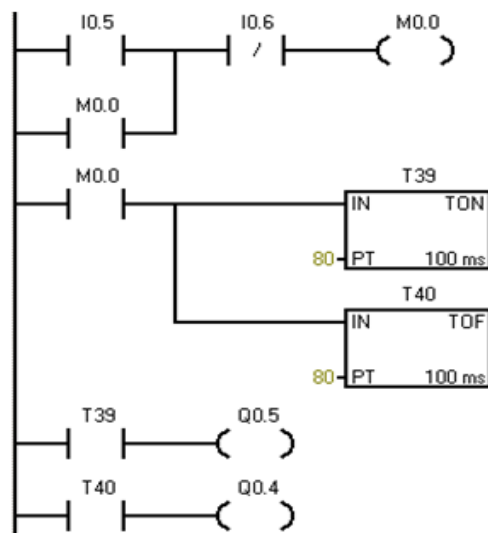 I0.5 I0.6 M0.0
M0.0
M0.0 T39
IN TON
80 PT 100 ms
T40
IN TOF
80 PT 100 ms
T39 Q0.5
T40 Q0.4